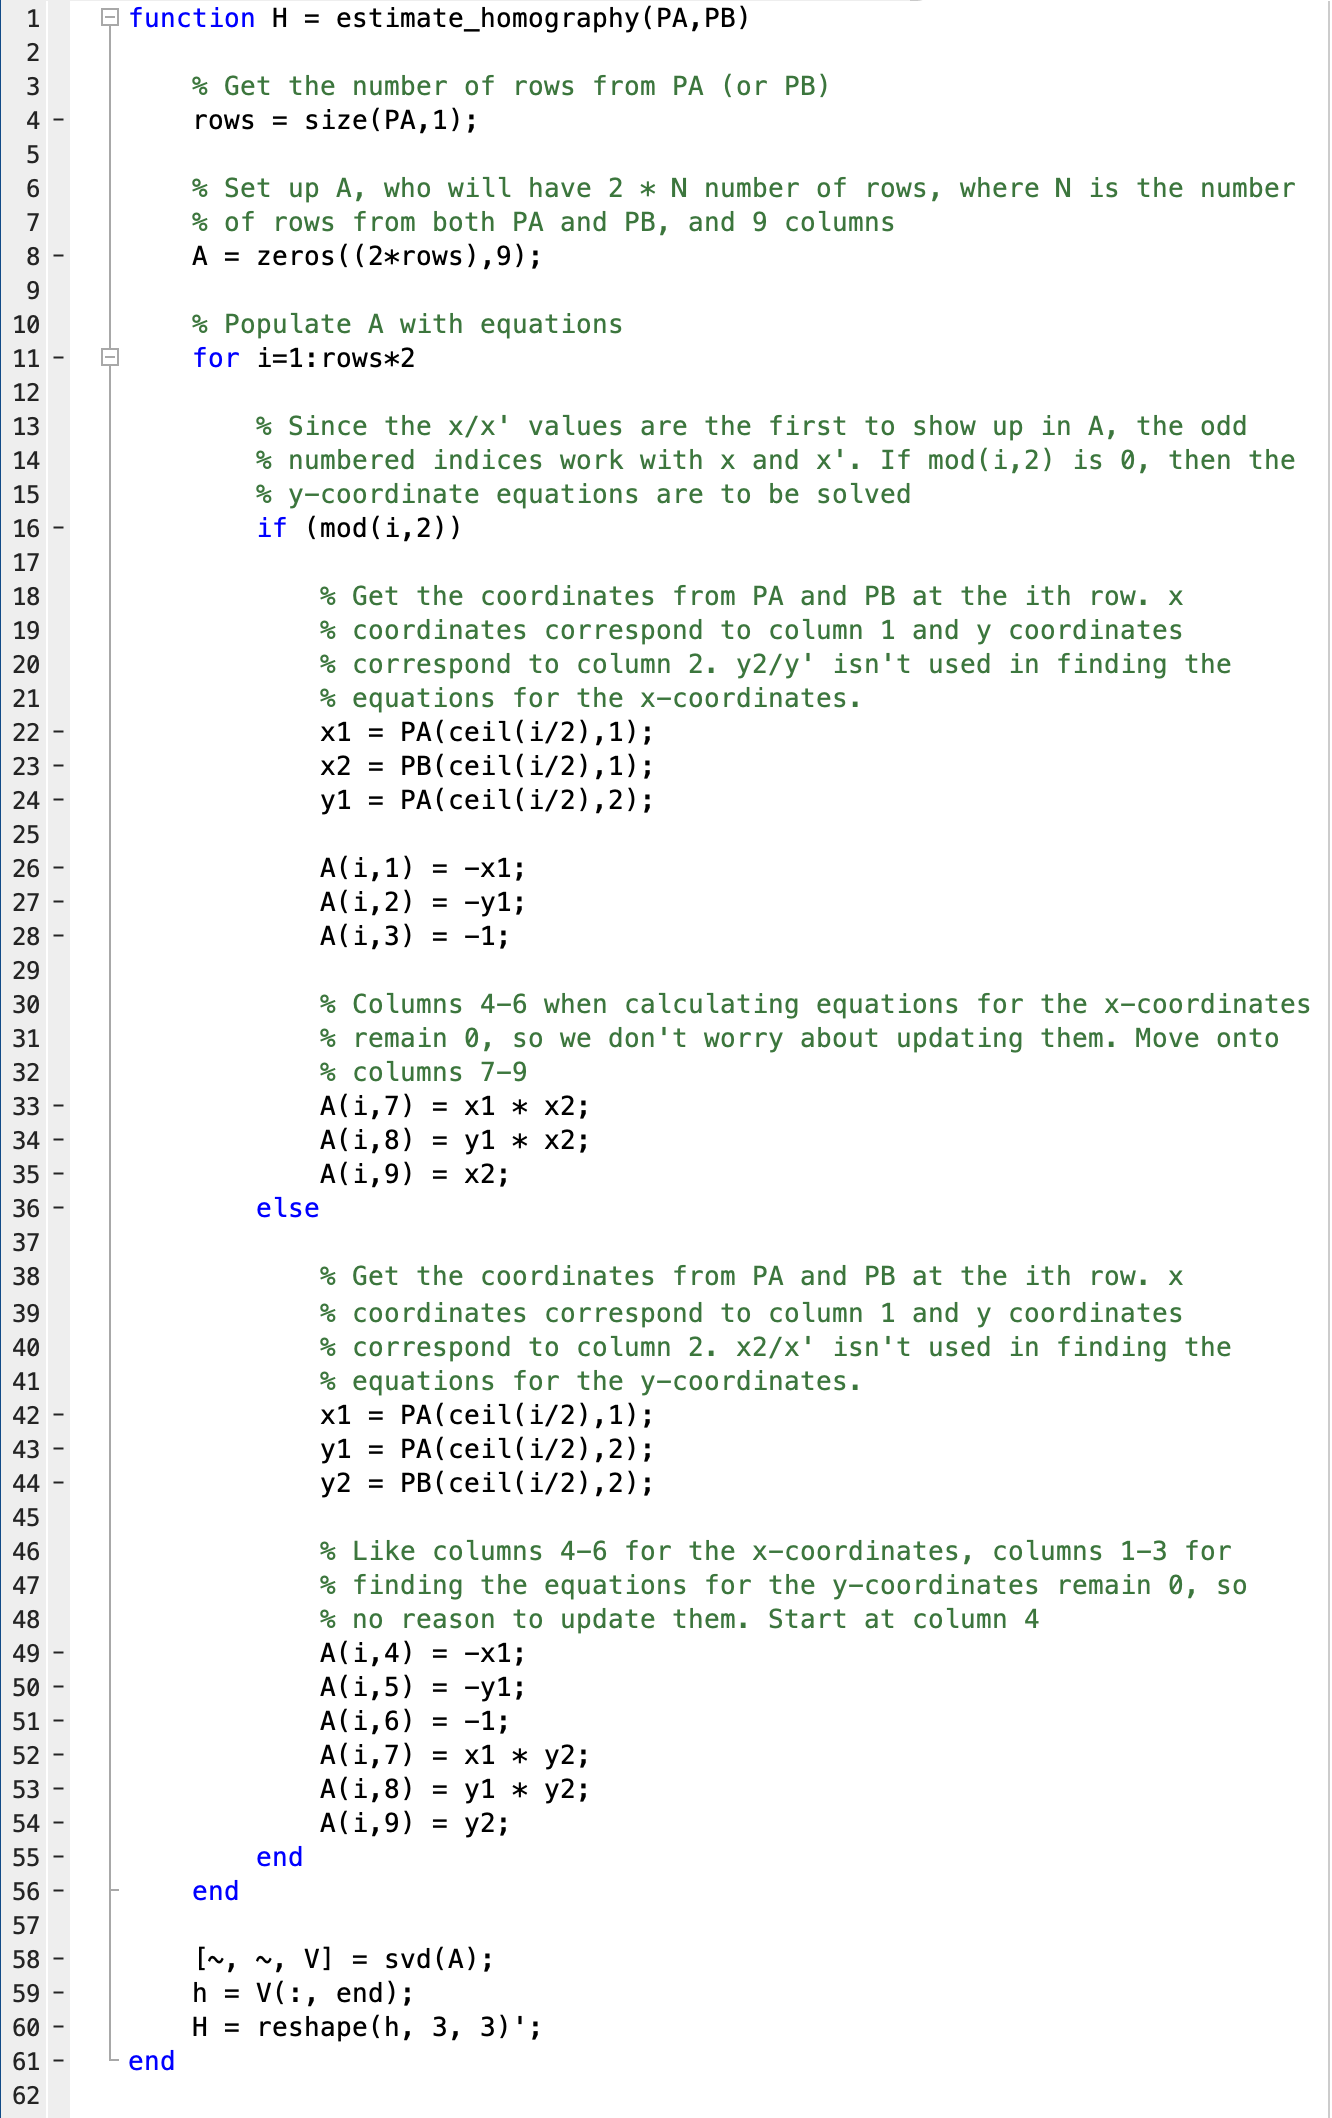 1 function H = estimate_homography(PA,PB)
2
3 % Get the number of rows from PA (or PB)
4 - rows = size(PA,1);
5
6 % Set up A, who will have 2 * N number of rows, where N is the number
7 % of rows from both PA and PB, and 9 columns
8 - A = zeros((2*rows),9);
9
10 % Populate A with equations
11 - for i=1:rows*2
12
13 % Since the x/x' values are the first to show up in A, the odd
14 % numbered indices work with x and x'. If mod(i,2) is 0, then the
15 % y-coordinate equations are to be solved
16 - if (mod(i,2))
17
18 % Get the coordinates from PA and PB at the ith row. x
19 % coordinates correspond to column 1 and y coordinates
20 % correspond to column 2. y2/y' isn't used in finding the
21 % equations for the x-coordinates.
22 - x1 = PA(ceil(i/2),1);
23 - x2 = PB(ceil(i/2),1);
24 - y1 = PA(ceil(i/2),2);
25
26 - A(i,1) = -x1;
27 - A(i,2) = -y1;
28 - A(i,3) = -1;
29
30 % Columns 4-6 when calculating equations for the x-coordinates
31 % remain 0, so we don't worry about updating them. Move onto
32 % columns 7-9
33 - A(i,7) = x1 * x2;
34 - A(i,8) = y1 * x2;
35 - A(i,9) = x2;
36 - else
37
38 % Get the coordinates from PA and PB at the ith row. x
39 % coordinates correspond to column 1 and y coordinates
40 % correspond to column 2. x2/x' isn't used in finding the
41 % equations for the y-coordinates.
42 - x1 = PA(ceil(i/2),1);
43 - y1 = PA(ceil(i/2),2);
44 - y2 = PB(ceil(i/2),2);
45
46 % Like columns 4-6 for the x-coordinates, columns 1-3 for
47 % finding the equations for the y-coordinates remain 0, so
48 % no reason to update them. Start at column 4
49 - A(i,4) = -x1;
50 - A(i,5) = -y1;
51 - A(i,6) = -1;
52 - A(i,7) = x1 * y2;
53 - A(i,8) = y1 * y2;
54 - A(i,9) = y2;
55 - end
56 - end
57
58 - [~, ~, V] = svd(A);
59 - h = V(:, end);
60 - H = reshape(h, 3, 3)';
61 - end
62